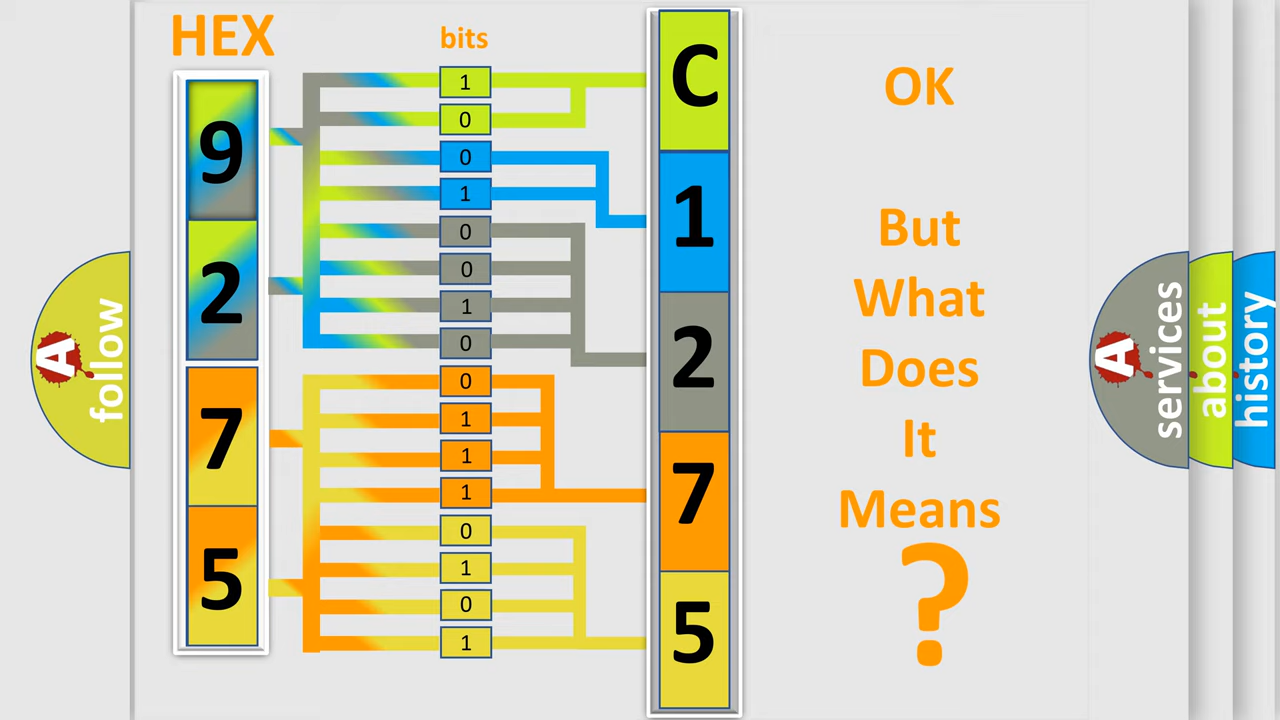 HEX
bits
9
2
7
5
1
0
0
1
0
0
1
0
0
1
1
1
0
1
0
1
C
1
2
7
5
OK
But
What
Does
It
Means
?
A
follow
A
services
about
history